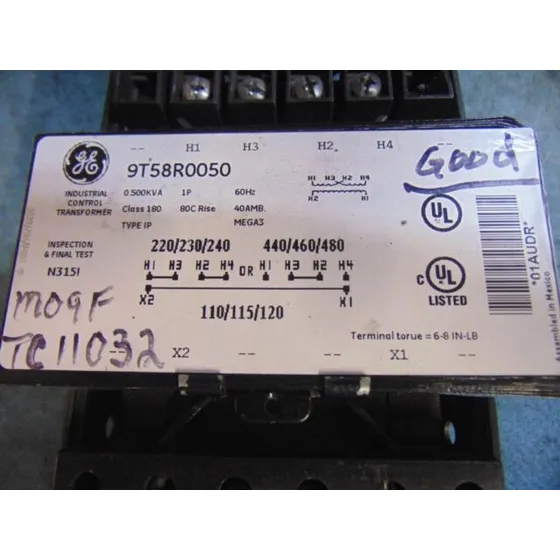 -- H1 H3 H2 H4 --
GE 9T58R0050 Good
INDUSTRIAL CONTROL TRANSFORMER
0.500KVA 1P 60Hz
Class 180 80C Rise 40AMB.
TYPE IP MEGA3
H1 H3 H2 H4
X2 X1
UL
INSPECTION & FINAL TEST
N315I
220/230/240 440/460/480
H1 H3 H2 H4 OR H1 H3 H2 H4
X2 X1
110/115/120
C UL LISTED
*01AUDR*
Assembled in Mexico
Terminal torue = 6-8 IN-LB
M09F
TC11032
-- X2 -- -- X1 --